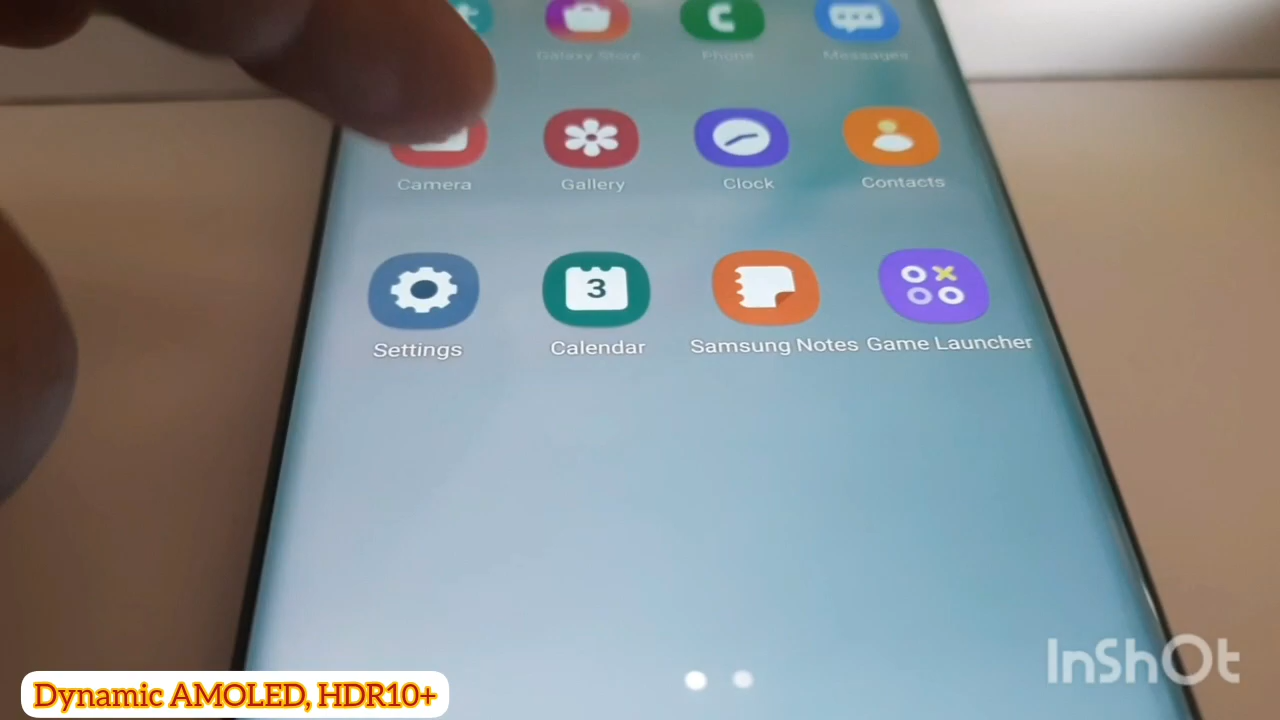 Galaxy Store Phone Messages
Camera Gallery Clock Contacts
3
Settings Calendar Samsung Notes Game Launcher
InShOt
Dynamic AMOLED, HDR10+